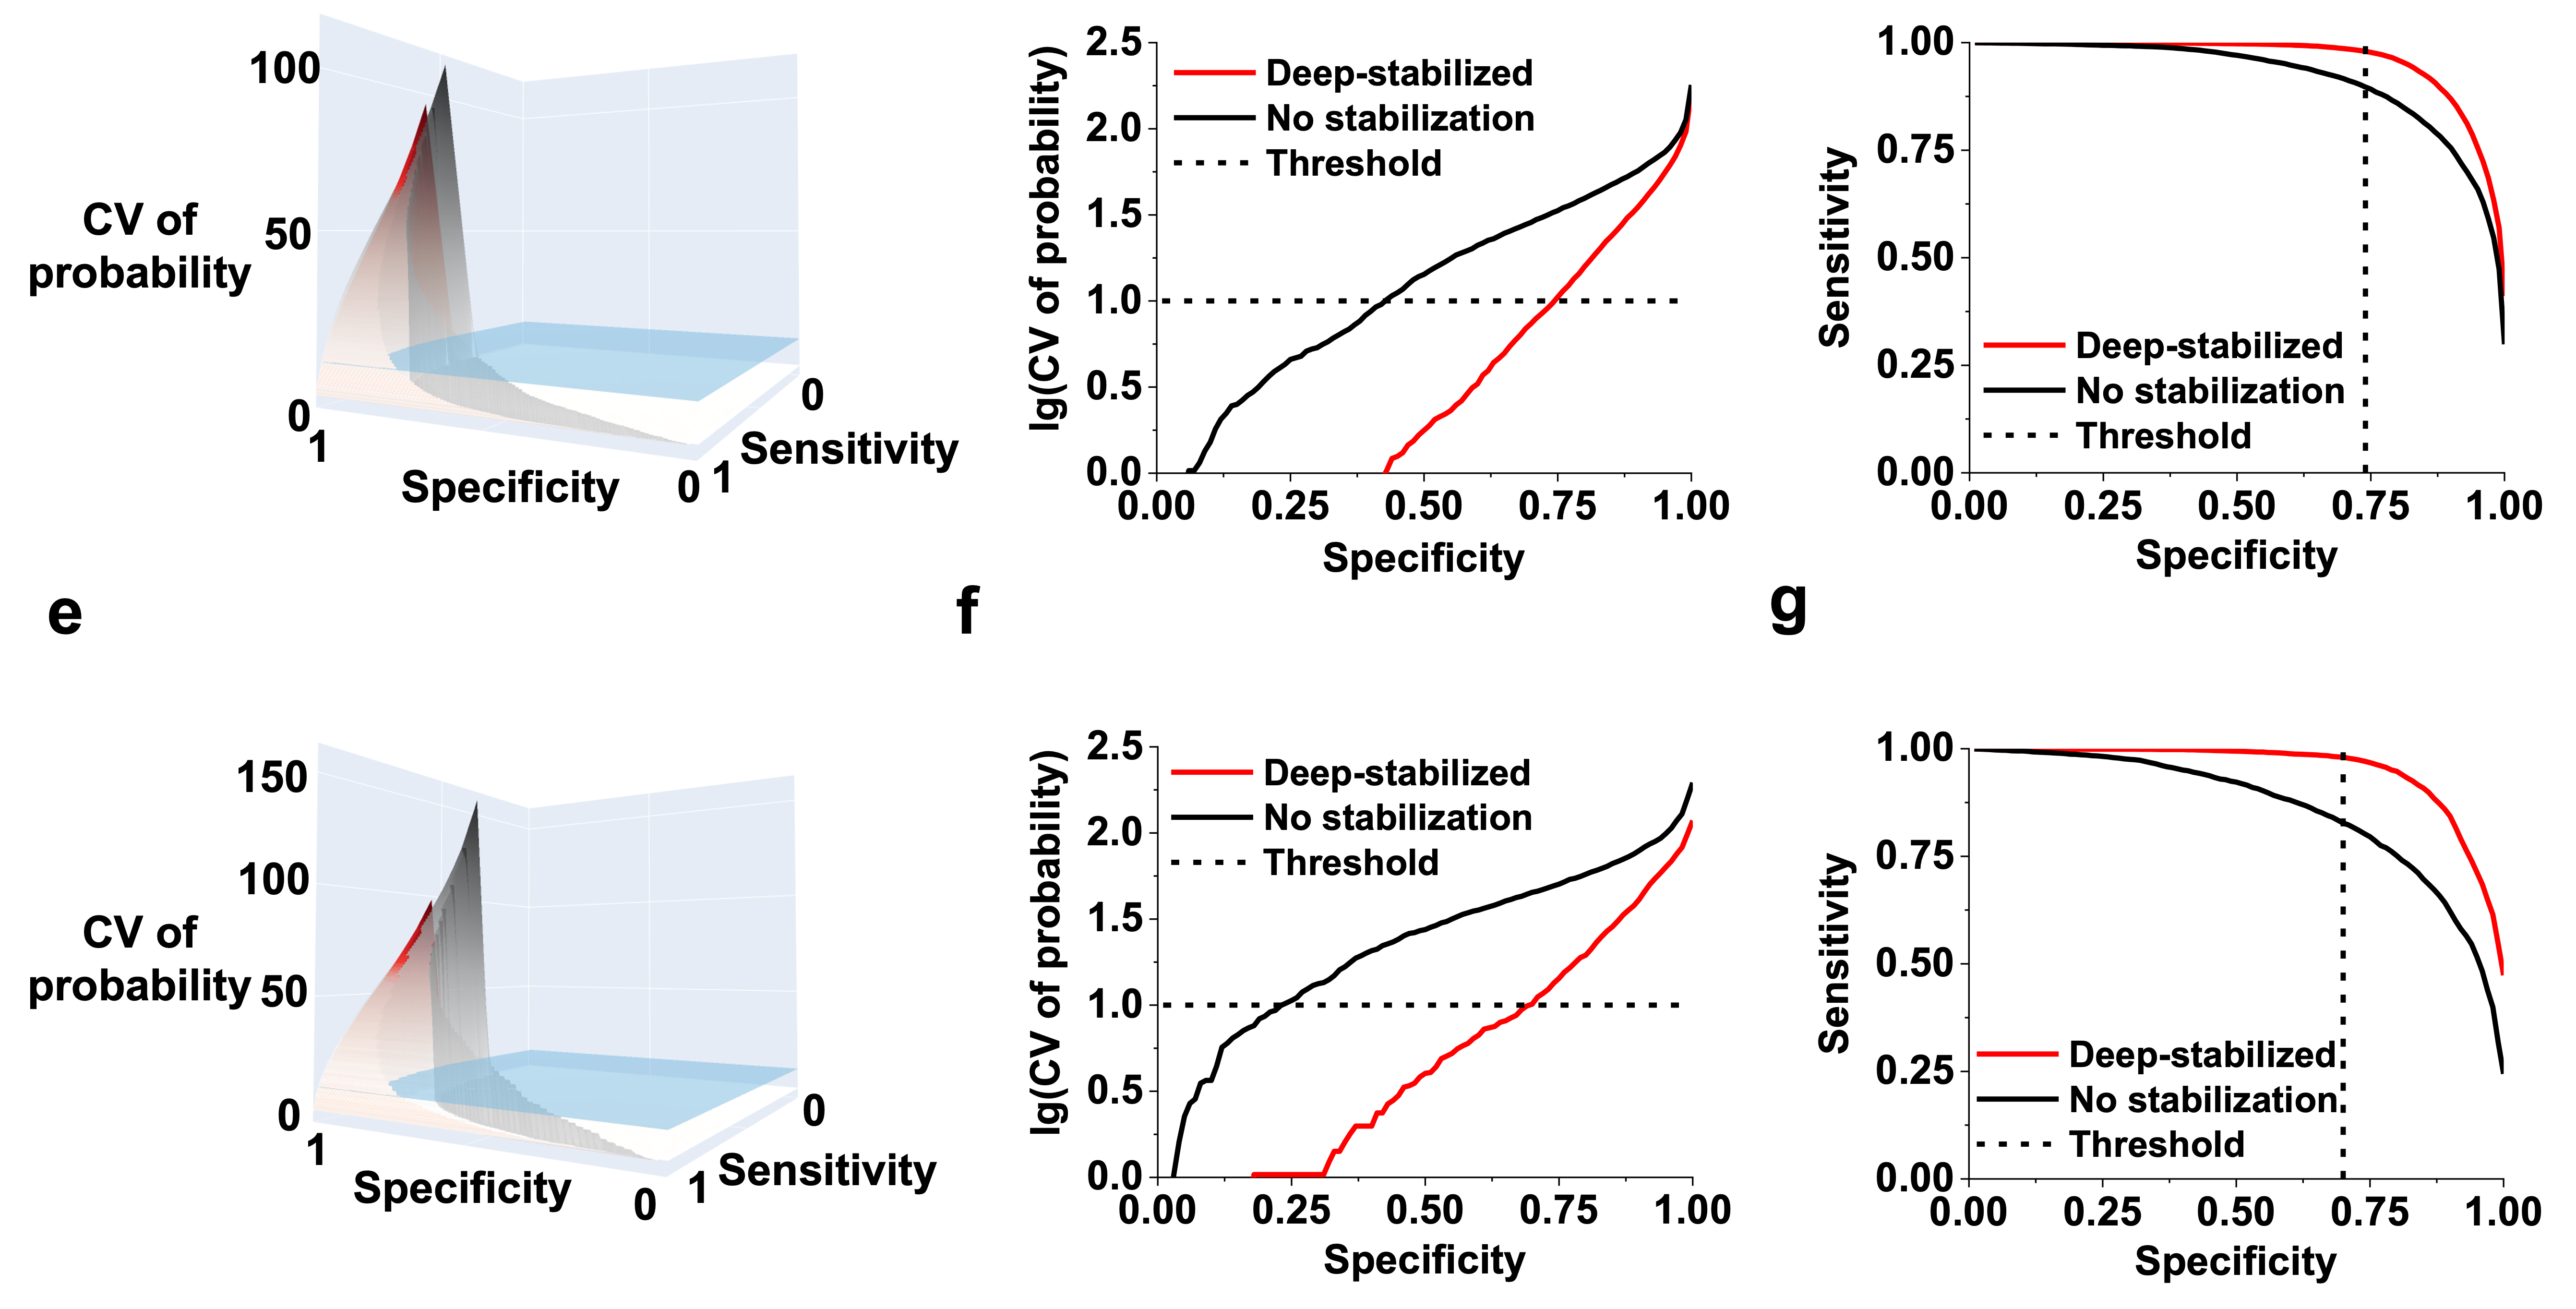 100
50
0
CV of
probability
1
Specificity
0
1
Sensitivity
0
2.5
2.0
1.5
1.0
0.5
0.0
lg(CV of probability)
Deep-stabilized
No stabilization
Threshold
0.00 0.25 0.50 0.75 1.00
Specificity
1.00
0.75
0.50
0.25
0.00
Sensitivity
Deep-stabilized
No stabilization
Threshold
0.00 0.25 0.50 0.75 1.00
Specificity
e
f
g
150
100
50
0
CV of
probability
1
Specificity
0
1
Sensitivity
0
2.5
2.0
1.5
1.0
0.5
0.0
lg(CV of probability)
Deep-stabilized
No stabilization
Threshold
0.00 0.25 0.50 0.75 1.00
Specificity
1.00
0.75
0.50
0.25
0.00
Sensitivity
Deep-stabilized
No stabilization
Threshold
0.00 0.25 0.50 0.75 1.00
Specificity